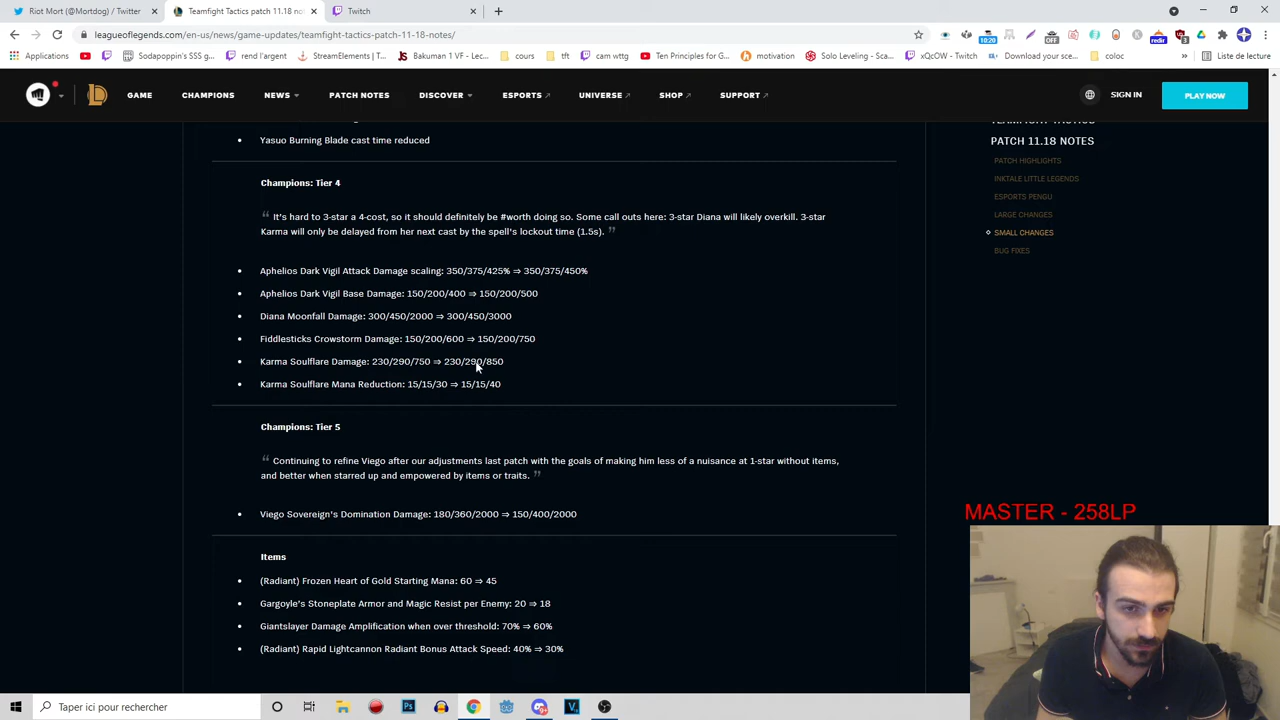 Riot Mort (@Mortdog) / Twitter
Teamfight Tactics patch 11.18 no
Twitch
leagueoflegends.com/en-us/news/game-updates/teamfight-tactics-patch-11-18-notes/
10:20
OFF
redir
3
Applications
Sodapoppin's SSS g...
rend l'argent
StreamElements | T...
Bakuman 1 VF - Lec...
cours
tft
cam wttg
Ten Principles for G...
motivation
Solo Leveling - Sca...
xQcOW - Twitch
Download your sce...
coloc
»
Liste de lecture
GAME
CHAMPIONS
NEWS
PATCH NOTES
DISCOVER
ESPORTS
UNIVERSE
SHOP
SUPPORT
SIGN IN
PLAY NOW
Yasuo Burning Blade cast time reduced
Champions: Tier 4
“ It's hard to 3-star a 4-cost, so it should definitely be #worth doing so. Some call outs here: 3-star Diana will likely overkill. 3-star
Karma will only be delayed from her next cast by the spell's lockout time (1.5s). ”
Aphelios Dark Vigil Attack Damage scaling: 350/375/425% ⇒ 350/375/450%
Aphelios Dark Vigil Base Damage: 150/200/400 ⇒ 150/200/500
Diana Moonfall Damage: 300/450/2000 ⇒ 300/450/3000
Fiddlesticks Crowstorm Damage: 150/200/600 ⇒ 150/200/750
Karma Soulflare Damage: 230/290/750 ⇒ 230/290/850
Karma Soulflare Mana Reduction: 15/15/30 ⇒ 15/15/40
Champions: Tier 5
“ Continuing to refine Viego after our adjustments last patch with the goals of making him less of a nuisance at 1-star without items,
and better when starred up and empowered by items or traits. ”
Viego Sovereign's Domination Damage: 180/360/2000 ⇒ 150/400/2000
Items
(Radiant) Frozen Heart of Gold Starting Mana: 60 ⇒ 45
Gargoyle's Stoneplate Armor and Magic Resist per Enemy: 20 ⇒ 18
Giantslayer Damage Amplification when over threshold: 70% ⇒ 60%
(Radiant) Rapid Lightcannon Radiant Bonus Attack Speed: 40% ⇒ 30%
TEAMFIGHT TACTICS
PATCH 11.18 NOTES
PATCH HIGHLIGHTS
INKTALE LITTLE LEGENDS
ESPORTS PENGU
LARGE CHANGES
SMALL CHANGES
BUG FIXES
MASTER - 258LP
Taper ici pour rechercher